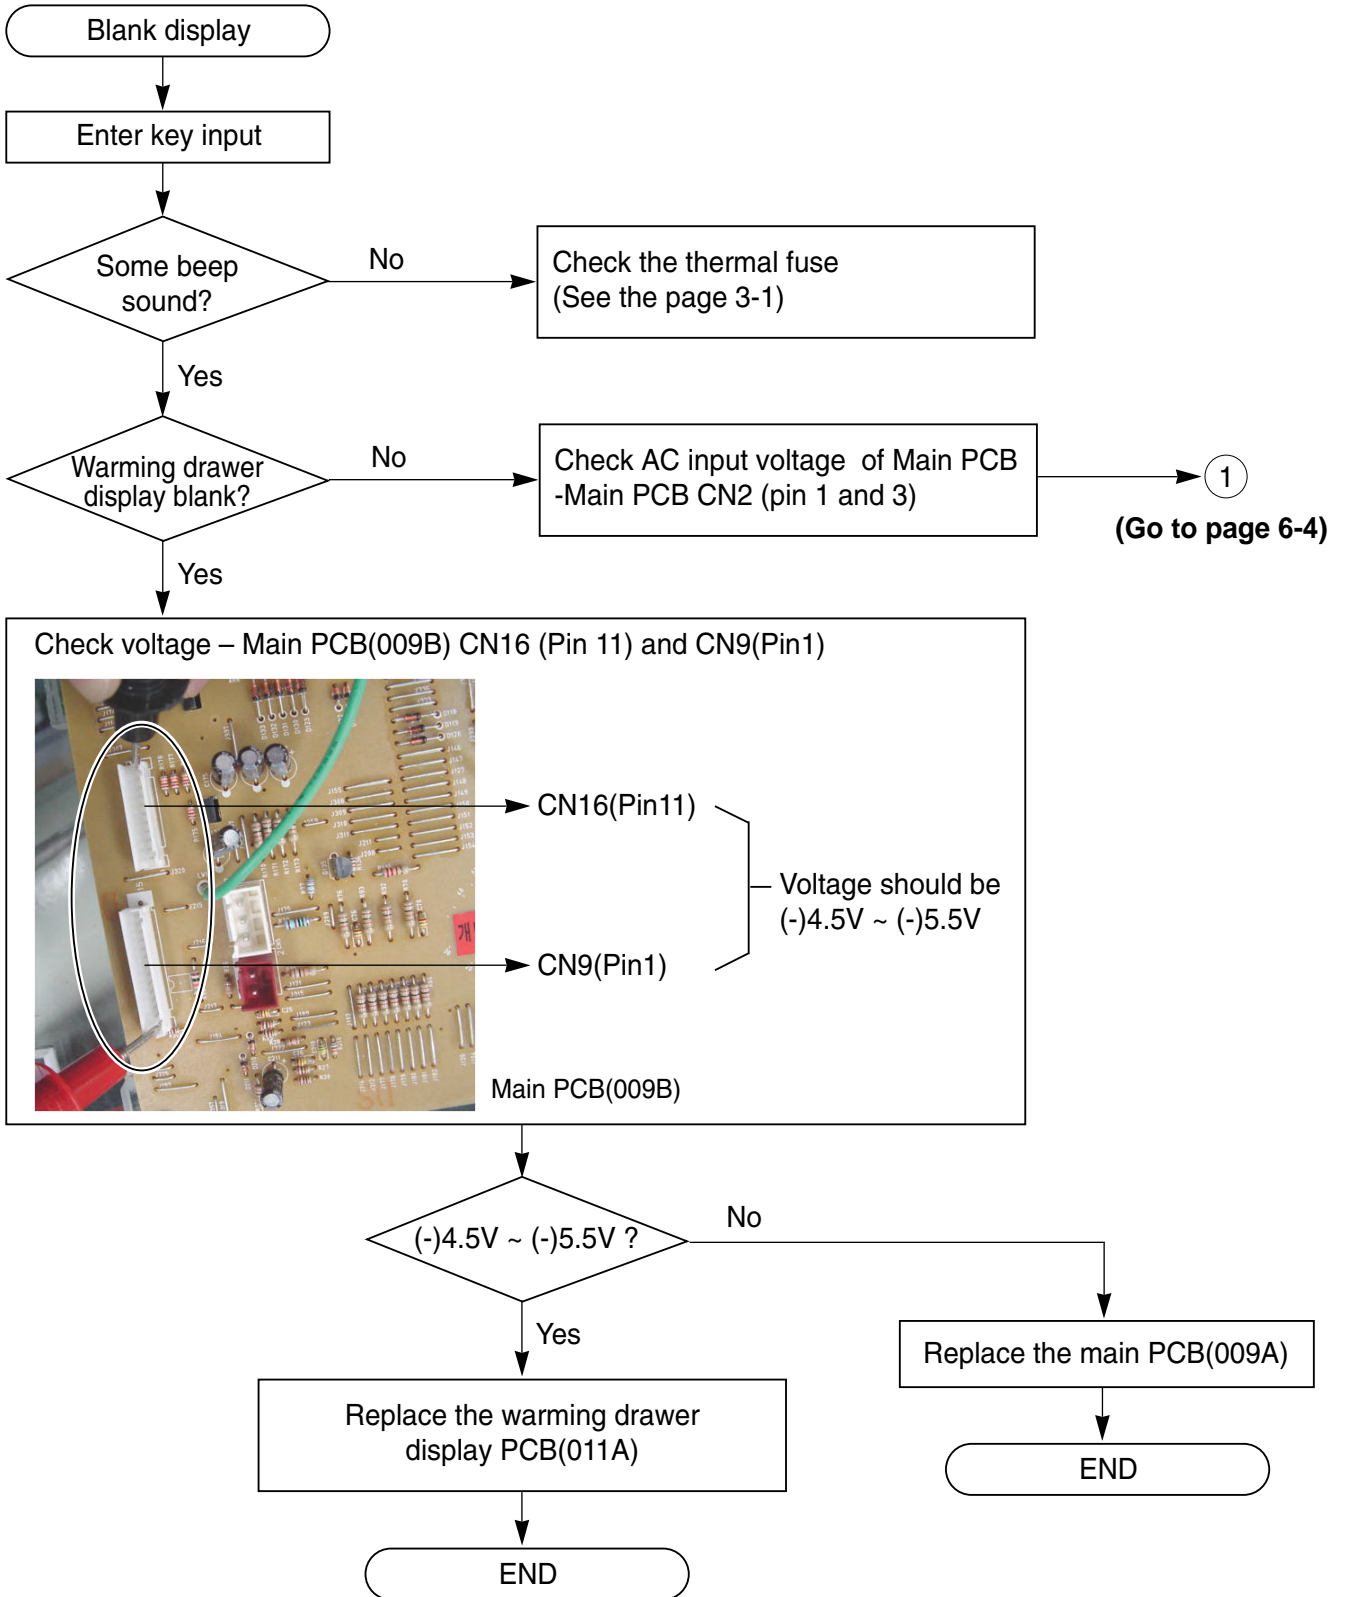 Blank display
Enter key input
Some beep
sound?
No
Check the thermal fuse
(See the page 3-1)
Yes
Warming drawer
display blank?
No
Check AC input voltage of Main PCB
-Main PCB CN2 (pin 1 and 3)
1
(Go to page 6-4)
Yes
Check voltage – Main PCB(009B) CN16 (Pin 11) and CN9(Pin1)
CN16(Pin11)
Voltage should be
(-)4.5V ~ (-)5.5V
CN9(Pin1)
Main PCB(009B)
(-)4.5V ~ (-)5.5V ?
No
Yes
Replace the main PCB(009A)
Replace the warming drawer
display PCB(011A)
END
END